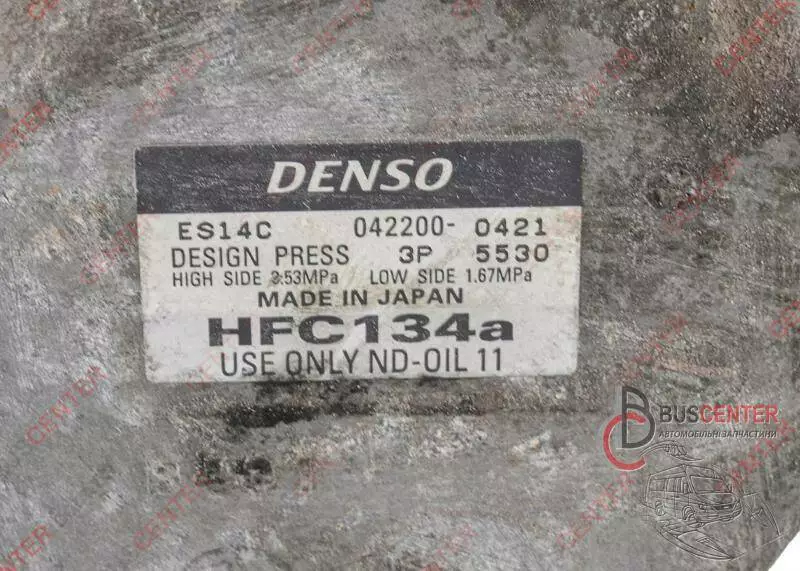 DENSO
ES14C 042200- 0421
DESIGN PRESS 3P 5530
HIGH SIDE 3.53MPa LOW SIDE 1.67MPa
MADE IN JAPAN
HFC134a
USE ONLY ND-OIL 11
BUSCENTER
АВТОМОБІЛЬНІ ЗАПЧАСТИНИ